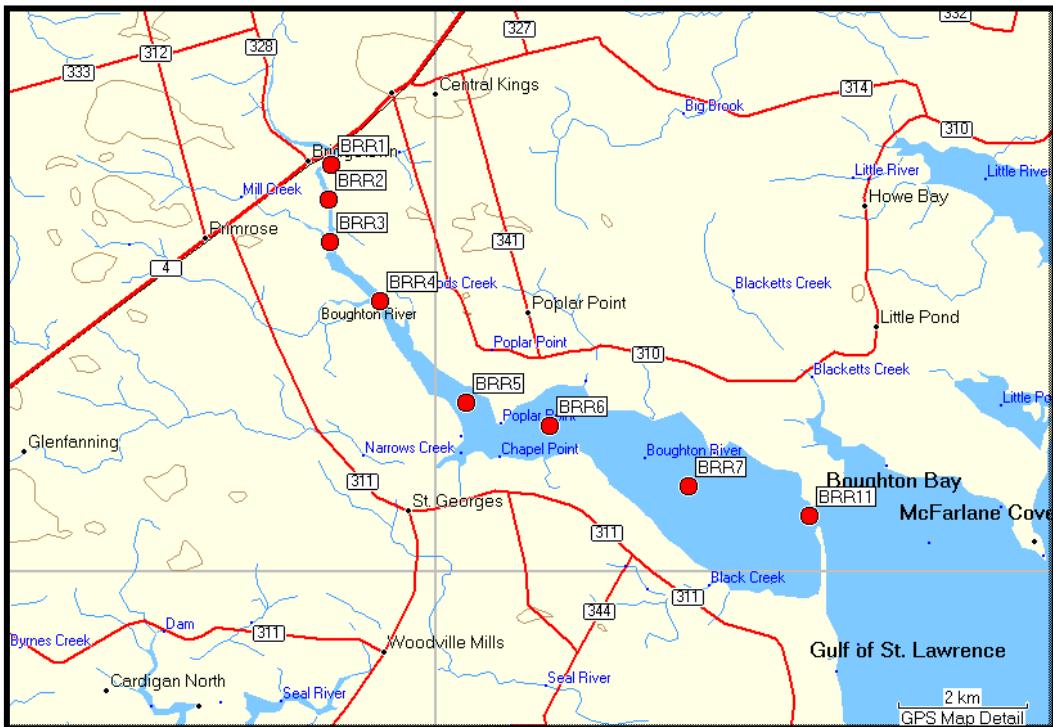 332
327
312
328
333
Central Kings
314
Big Brook
310
BRR1
Little River
Little River
BRR2
Mill Creek
Howe Bay
Primrose
BRR3
341
4
BRR4
Blacketts Creek
Poplar Point
Boughton River
Little Pond
Poplar Point
310
Blacketts Creek
BRR5
BRR6
Glenfanning
Narrows Creek
Chapel Point
Boughton River
BRR7
311
Boughton Bay
BRR11
St. Georges
McFarlane Cove
311
Black Creek
311
344
Byrnes Creek
Dam
311
Woodville Mills
Gulf of St. Lawrence
Cardigan North
Seal River
Seal River
2 km
GPS Map Detail